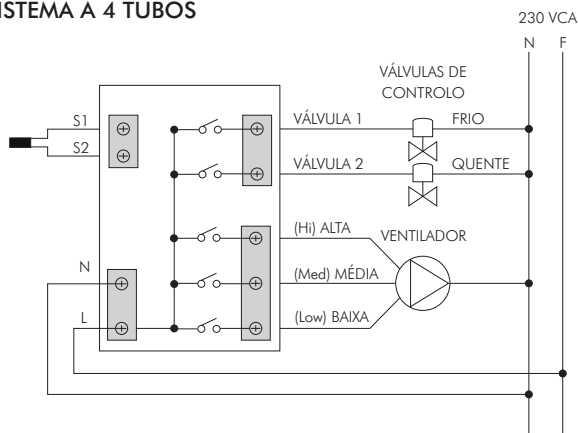 ISTEMA A 4 TUBOS
230 VCA
N F
VÁLVULAS DE
CONTROLO
S1
VÁLVULA 1
FRIO
S2
VÁLVULA 2
QUENTE
(Hi) ALTA
VENTILADOR
N
(Med) MÉDIA
L
(Low) BAIXA